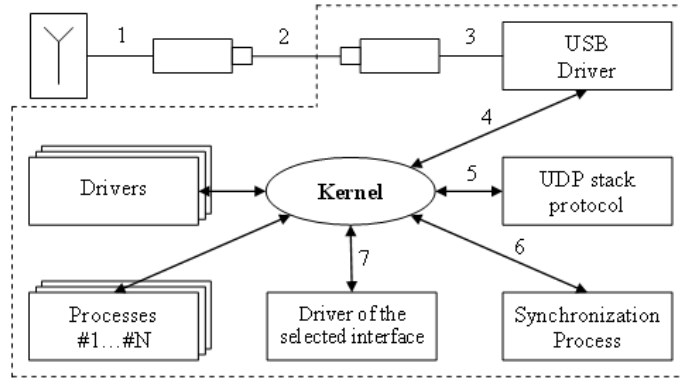 1
2
3
USB
Driver
4
Drivers
Kernel
5
UDP stack
protocol
6
7
Processes
#1...#N
Driver of the
selected interface
Synchronization
Process